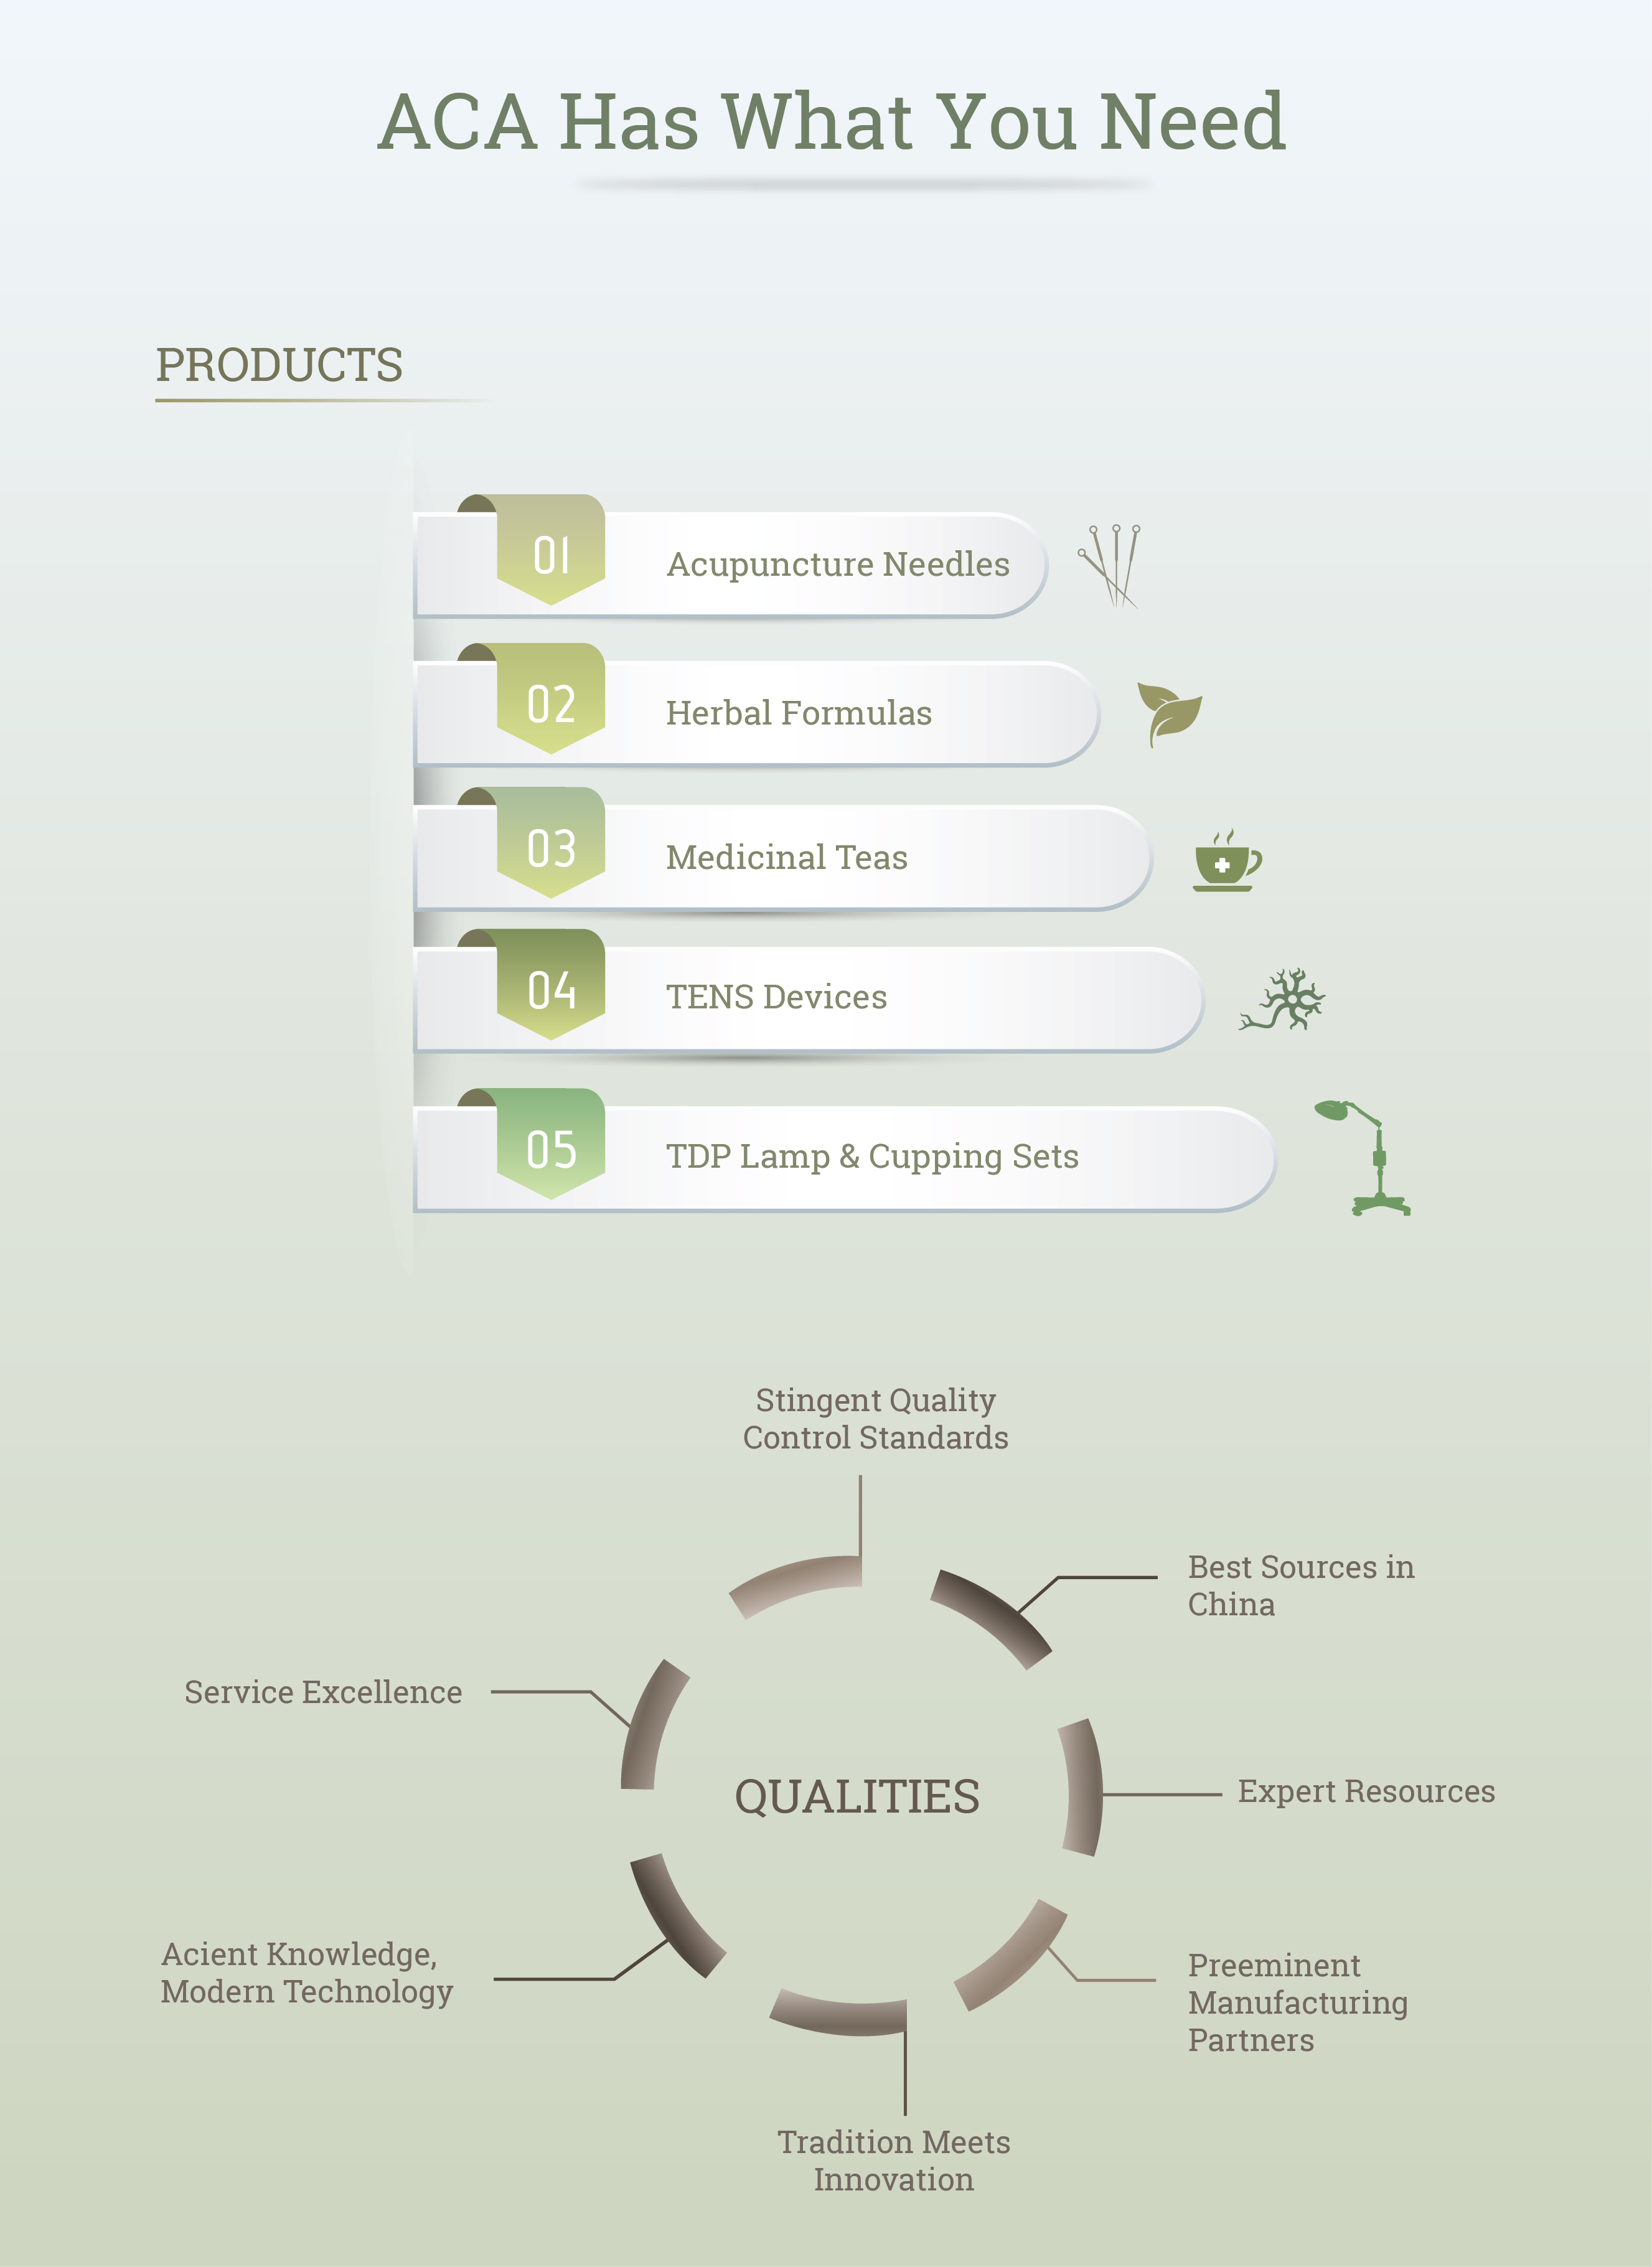 ACA Has What You Need
PRODUCTS
01
Acupuncture Needles
02
Herbal Formulas
03
Medicinal Teas
04
TENS Devices
05
TDP Lamp & Cupping Sets
Stingent Quality
Control Standards
Best Sources in
China
Service Excellence
QUALITIES
Expert Resources
Acient Knowledge,
Modern Technology
Preeminent
Manufacturing
Partners
Tradition Meets
Innovation